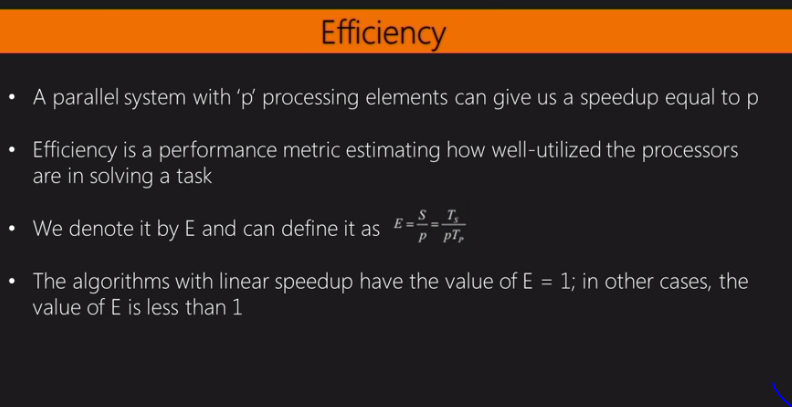 Efficiency
• A parallel system with ‘p’ processing elements can give us a speedup equal to p
• Efficiency is a performance metric estimating how well-utilized the processors
are in solving a task
• We denote it by E and can define it as E = S/p = Tₛ/pTₚ
• The algorithms with linear speedup have the value of E = 1; in other cases, the
value of E is less than 1